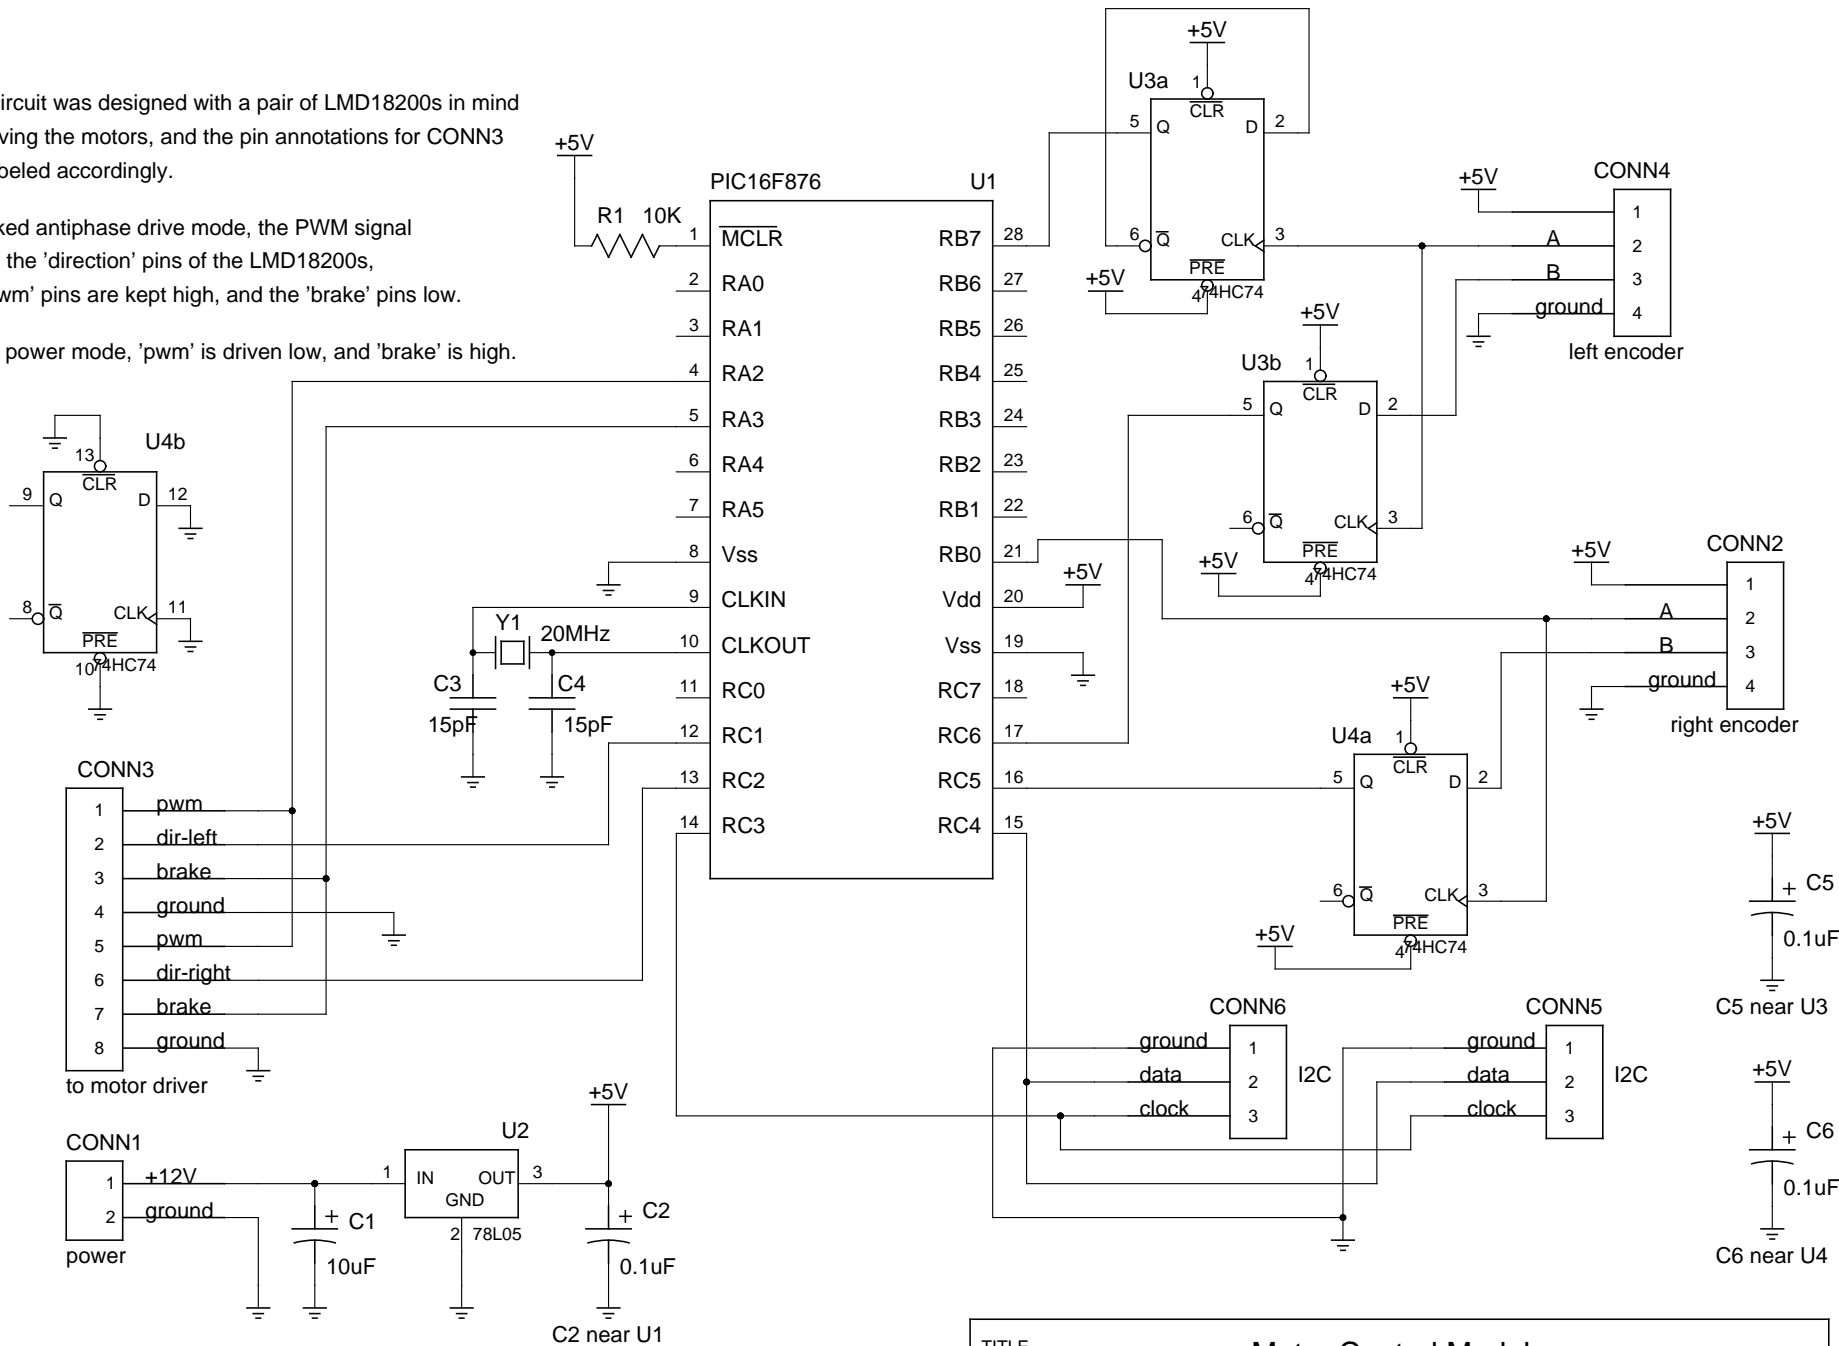 ircuit was designed with a pair of LMD18200s in mind
ving the motors, and the pin annotations for CONN3
beled accordingly.
ked antiphase drive mode, the PWM signal
the 'direction' pins of the LMD18200s,
wm' pins are kept high, and the 'brake' pins low.
power mode, 'pwm' is driven low, and 'brake' is high.
+5V
R1 10K
PIC16F876 U1
1 MCLR RB7 28
2 RA0 RB6 27
3 RA1 RB5 26
4 RA2 RB4 25
5 RA3 RB3 24
6 RA4 RB2 23
7 RA5 RB1 22
8 Vss RB0 21
9 CLKIN Vdd 20
10 CLKOUT Vss 19
11 RC0 RC7 18
12 RC1 RC6 17
13 RC2 RC5 16
14 RC3 RC4 15
+5V
Y1
20MHz
C3
15pF
C4
15pF
+5V
U3a
1
CLR
5 Q D 2
6 Q CLK 3
PRE
+5V
4 74HC74
+5V
U3b
1
CLR
5 Q D 2
6 Q CLK 3
PRE
+5V
4 74HC74
CONN4
+5V
1
A 2
B 3
ground 4
left encoder
CONN2
+5V
1
A 2
B 3
ground 4
right encoder
+5V
U4a
1
CLR
5 Q D 2
6 Q CLK 3
PRE
+5V
4 74HC74
U4b
13
CLR
9 Q D 12
8 Q CLK 11
PRE
10 74HC74
CONN3
1 pwm
2 dir-left
3 brake
4 ground
5 pwm
6 dir-right
7 brake
8 ground
to motor driver
CONN1
1 +12V
2 ground
power
C1
10uF
U2
1 IN OUT 3
GND
2 78L05
+5V
C2
0.1uF
C2 near U1
CONN6
ground 1
data 2
clock 3
I2C
CONN5
ground 1
data 2
clock 3
I2C
+5V
C5
0.1uF
C5 near U3
+5V
C6
0.1uF
C6 near U4